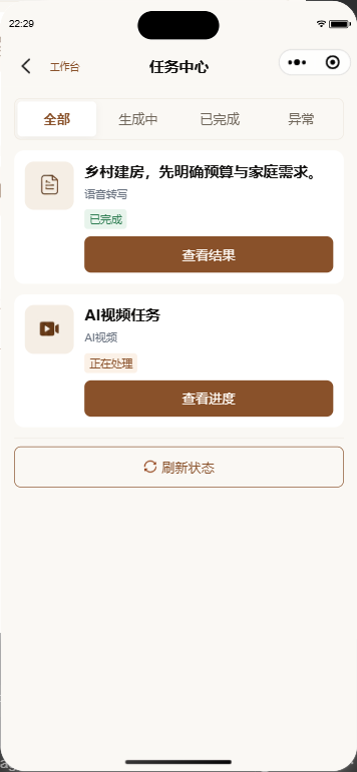 22:29
工作台
任务中心
全部
生成中
已完成
异常
乡村建房，先明确预算与家庭需求。
语音转写
已完成
查看结果
AI视频任务
AI视频
正在处理
查看进度
刷新状态